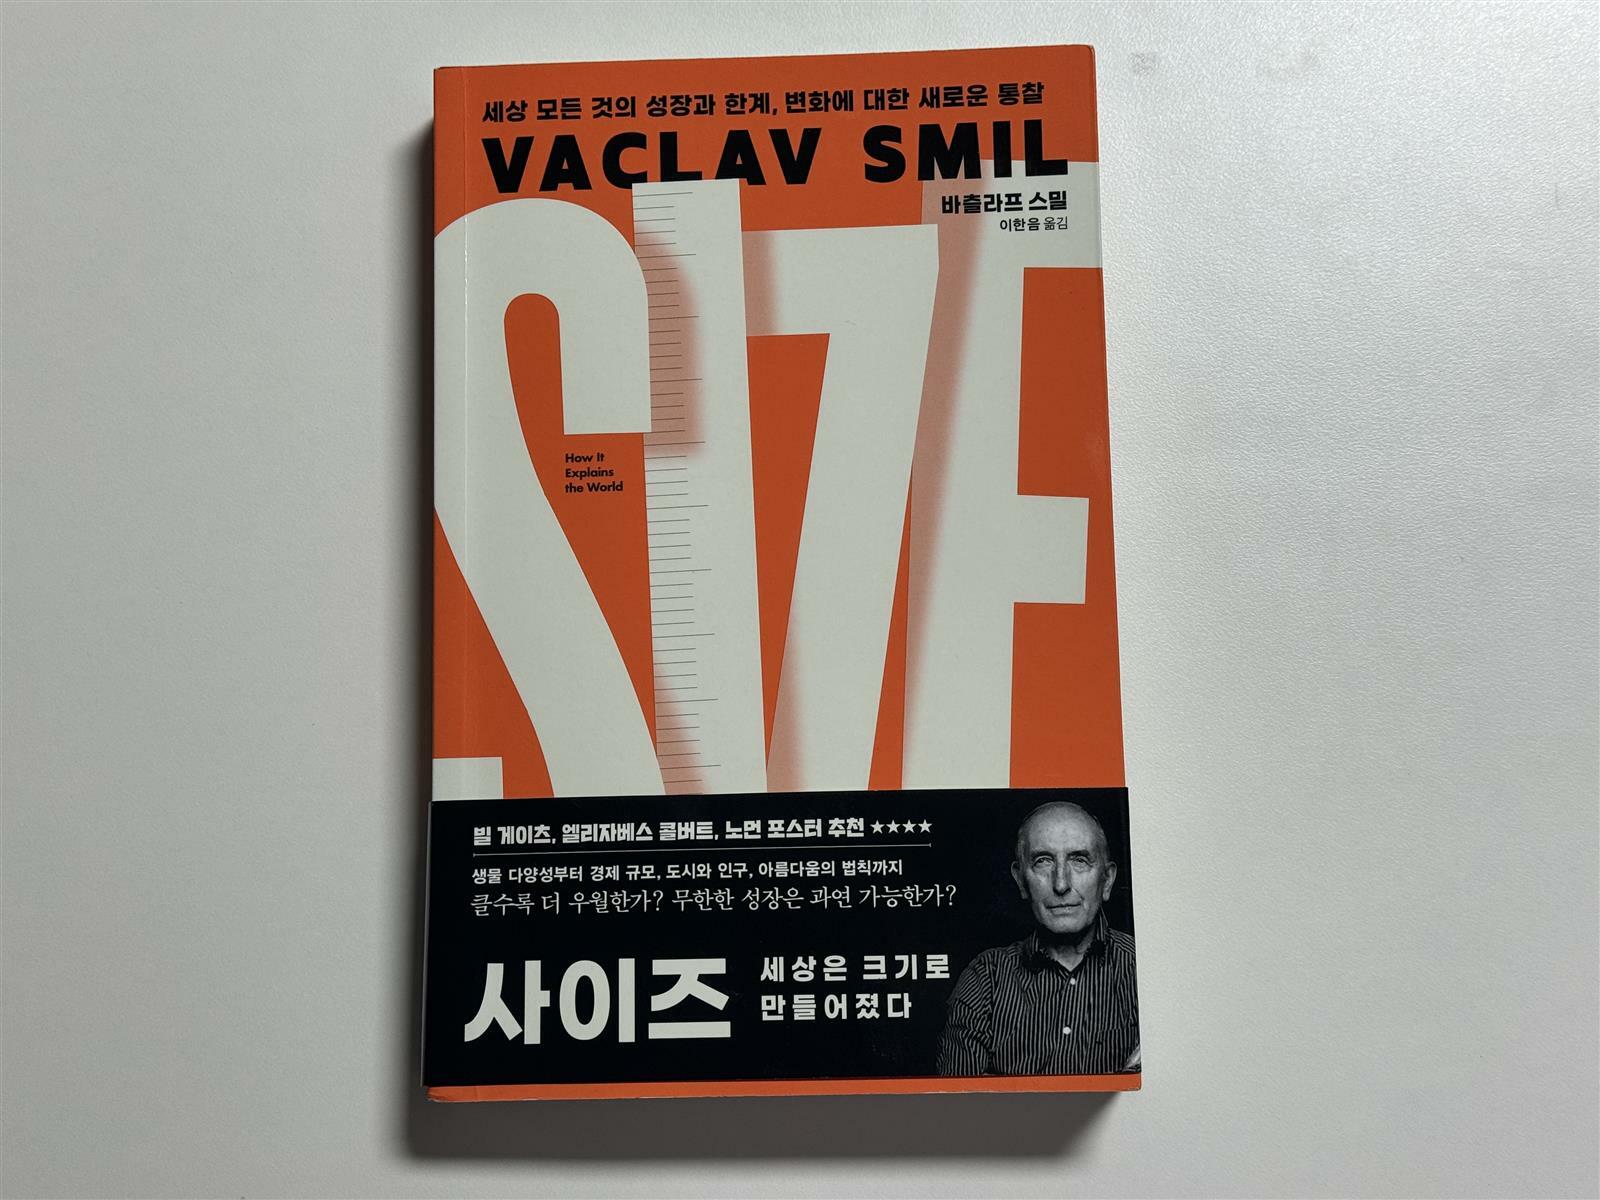 세상 모든 것의 성장과 한계, 변화에 대한 새로운 통찰
VACLAV SMIL
바츨라프 스밀
이한음 옮김
SIZE
How It
Explains
the World
빌 게이츠, 엘리자베스 콜버트, 노먼 포스터 추천 ★★★★
생물 다양성부터 경제 규모, 도시와 인구, 아름다움의 법칙까지
클수록 더 우월한가? 무한한 성장은 과연 가능한가?
사이즈
세상은 크기로
만들어졌다